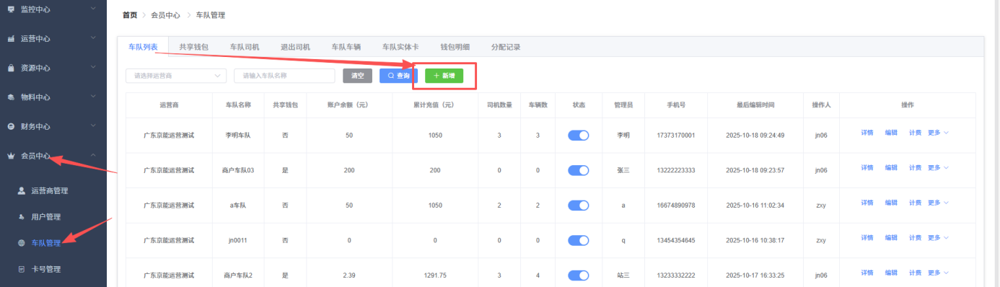 监控中心
运营中心
资源中心
物料中心
财务中心
会员中心
运营商管理
用户管理
车队管理
卡号管理
首页 > 会员中心 > 车队管理
车队列表 共享钱包 车队司机 退出司机 车队车辆 车队实体卡 钱包明细 分配记录
请选择运营商 请输入车队名称 清空 查询 + 新增
运营商 车队名称 共享钱包 账户余额（元） 累计充值（元） 司机数量 车辆数 状态 管理员 手机号 最后编辑时间 操作人 操作
广东京能运营测试 李明车队 否 50 1050 3 3 李明 17373170001 2025-10-18 09:24:49 jn06 详情 编辑 计费 更多
广东京能运营测试 商户车队03 是 200 200 0 0 张三 13222223333 2025-10-18 09:23:57 jn06 详情 编辑 计费 更多
广东京能运营测试 a车队 否 50 1050 2 2 a 16674890978 2025-10-16 11:02:34 zxy 详情 编辑 计费 更多
广东京能运营测试 jn0011 否 0 0 0 0 q 13454354645 2025-10-16 10:38:17 zxy 详情 编辑 计费 更多
广东京能运营测试 商户车队2 是 2.39 1291.75 3 4 站三 13233332222 2025-10-17 16:33:25 jn06 详情 编辑 计费 更多